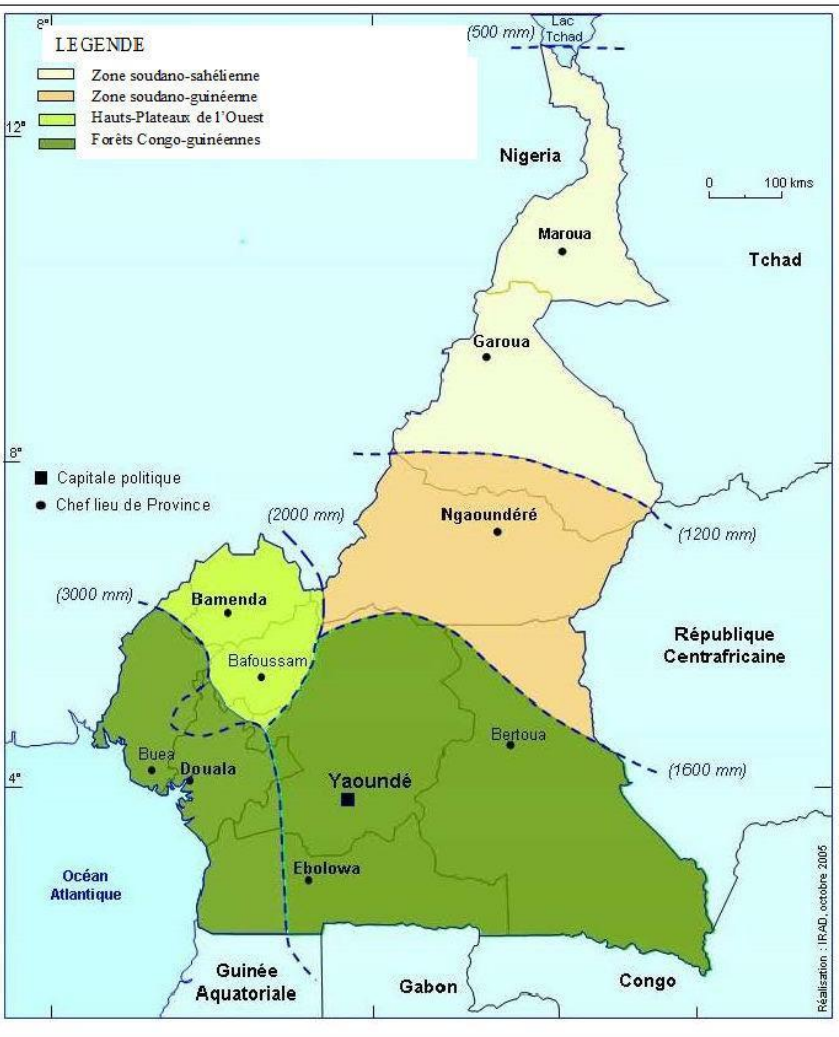 8°
LEGENDE
Zone soudano-sahélienne
Zone soudano-guinéenne
Hauts-Plateaux de l'Ouest
Forêts Congo-guinéennes
(500 mm)
Lac
Tchad
12°
Nigeria
0 100 kms
Maroua
Tchad
Garoua
8°
Capitale politique
Chef lieu de Province
(2000 mm)
Ngaoundéré
(1200 mm)
(3000 mm)
Bamenda
République
Centrafricaine
Bafoussam
Bertoua
Buea
Douala
Yaoundé
(1600 mm)
4°
Ebolowa
Océan
Atlantique
Guinée
Aquatoriale
Gabon
Congo
Réalisation : IRAD, octobre 2005